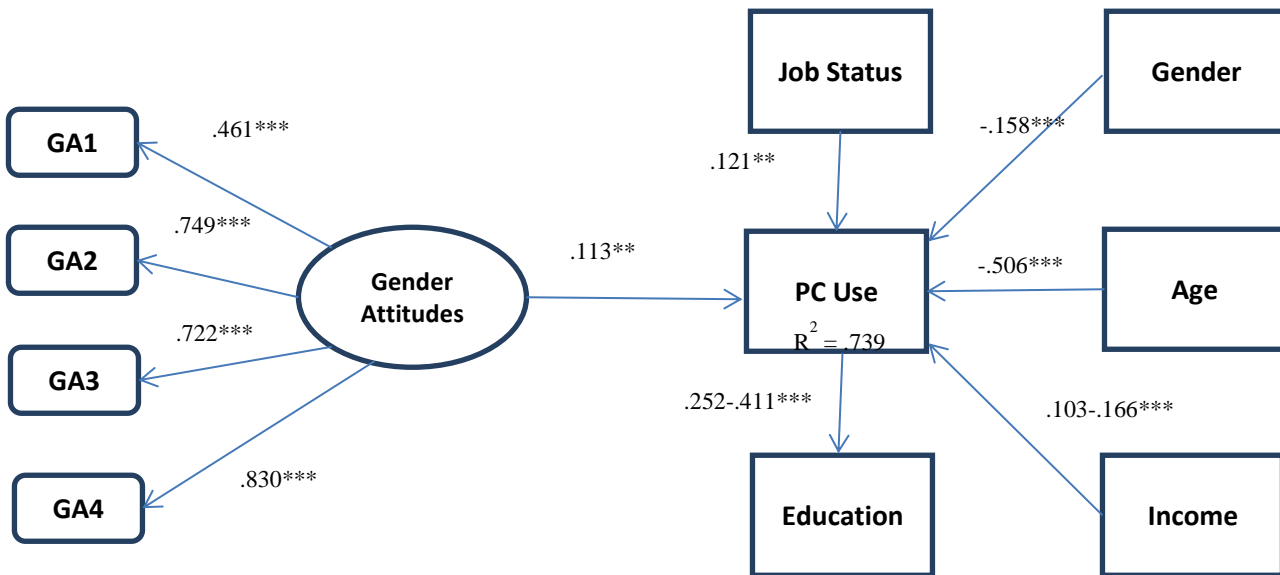 Job Status
Gender
GA1
.461***
-.158***
.121**
.749***
GA2
Gender
Attitudes
.113**
PC Use
R² = .739
-.506***
Age
.722***
GA3
.252-.411***
.103-.166***
.830***
GA4
Education
Income